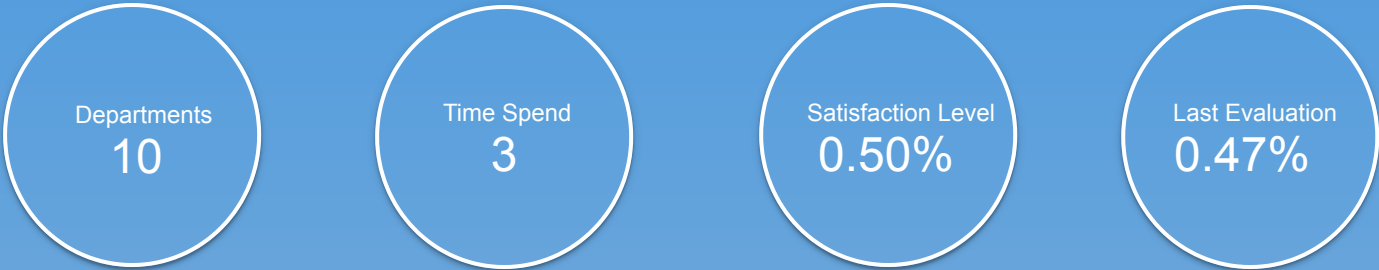 Departments
10
Time Spend
3
Satisfaction Level
0.50%
Last Evaluation
0.47%